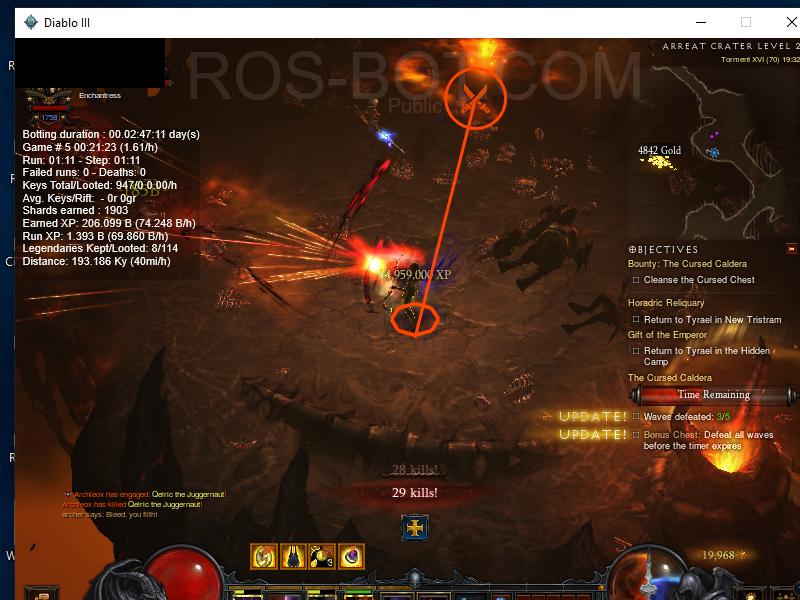 Diablo III
ROS-BOT.COM
Public
ARREAT CRATER LEVEL 2
Torment XVI (70) 19:32
Enchantress
1758
Botting duration : 00.02:47:11 day(s)
Game # 5 00:21:23 (1.61/h)
Run: 01:11 - Step: 01:11
Failed runs: 0 - Deaths: 0
Keys Total/Looted: 947/0 0.00/h
Avg. Keys/Rift: - 0r 0gr
Shards earned : 1903
Earned XP: 206.099 B (74.248 B/h)
Run XP: 1.393 B (69.860 B/h)
Legendaries Kept/Looted: 8/114
Distance: 193.186 Ky (40mi/h)
4842 Gold
14,959,000 XP
OBJECTIVES
Bounty: The Cursed Caldera
Cleanse the Cursed Chest
Horadric Reliquary
Return to Tyrael in New Tristram
Gift of the Emperor
Return to Tyrael in the Hidden
Camp
The Cursed Caldera
Time Remaining
UPDATE! Waves defeated: 3/5
UPDATE! Bonus Chest: Defeat all waves
before the timer expires
28 kills!
29 kills!
Archleox has engaged: Qelric the Juggernaut!
Archleox has killed Qelric the Juggernaut!
archer says: Bleed, you filth!
19,968